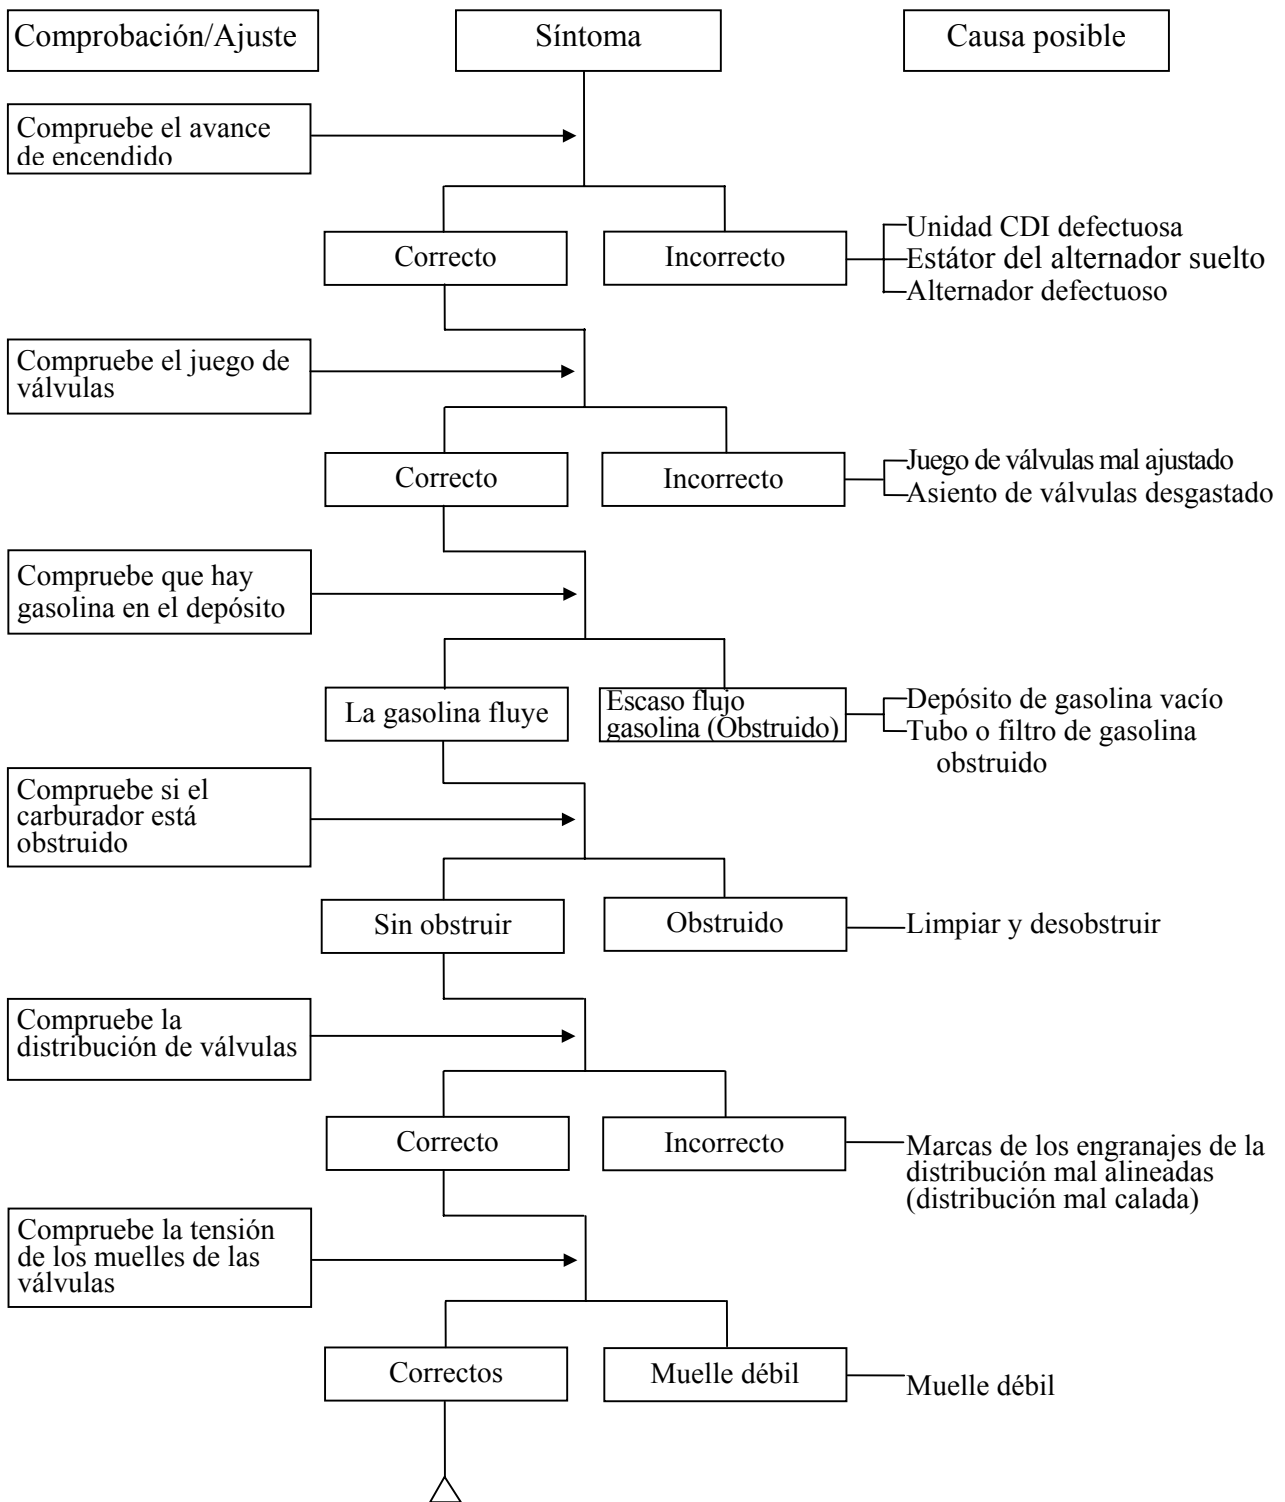 Comprobación/Ajuste
Síntoma
Causa posible
Compruebe el avance
de encendido
Correcto
Incorrecto
Unidad CDI defectuosa
Estátor del alternador suelto
Alternador defectuoso
Compruebe el juego de
válvulas
Correcto
Incorrecto
Juego de válvulas mal ajustado
Asiento de válvulas desgastado
Compruebe que hay
gasolina en el depósito
La gasolina fluye
Escaso flujo
gasolina (Obstruido)
Depósito de gasolina vacío
Tubo o filtro de gasolina
obstruido
Compruebe si el
carburador está
obstruido
Sin obstruir
Obstruido
Limpiar y desobstruir
Compruebe la
distribución de válvulas
Correcto
Incorrecto
Marcas de los engranajes de la
distribución mal alineadas
(distribución mal calada)
Compruebe la tensión
de los muelles de las
válvulas
Correctos
Muelle débil
Muelle débil